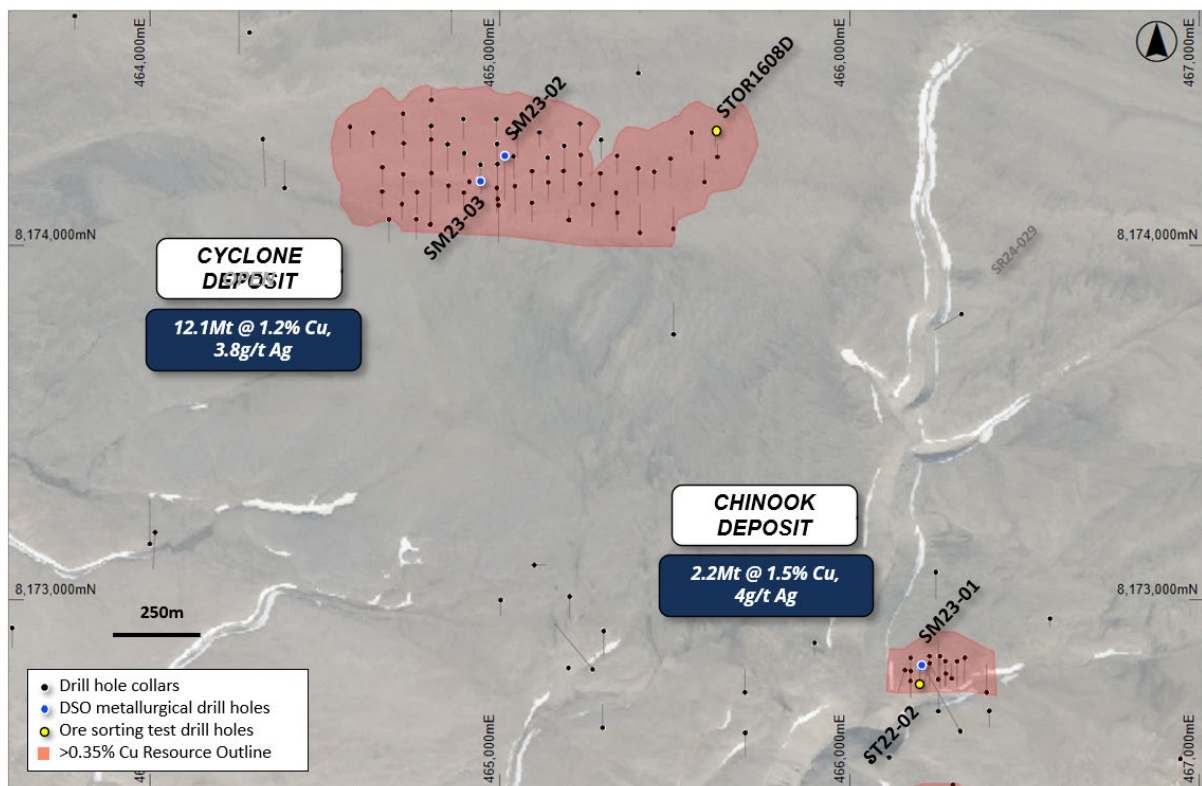 464,000mE
465,000mE
466,000mE
467,000mE
SM23-02
STOR1608D
SM23-03
8,174,000mN
8,174,000mN
SR24-029
CYCLONE
DEPOSIT
OPEN
12.1Mt @ 1.2% Cu,
3.8g/t Ag
CHINOOK
DEPOSIT
2.2Mt @ 1.5% Cu,
4g/t Ag
8,173,000mN
8,173,000mN
SM23-01
250m
ST22-02
Drill hole collars
DSO metallurgical drill holes
Ore sorting test drill holes
>0.35% Cu Resource Outline
465,000mE
466,000mE
467,000mE